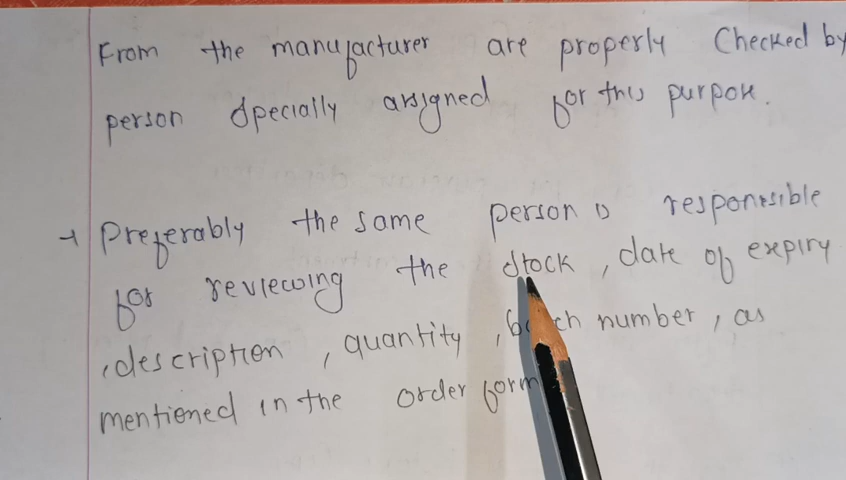 From the manufacturer are properly Checked by
person specially assigned for this purpose.
→ Preferably the same person is responsible
for reviewing the stock, date of expiry
, description, quantity, number, as
mentioned in the order form